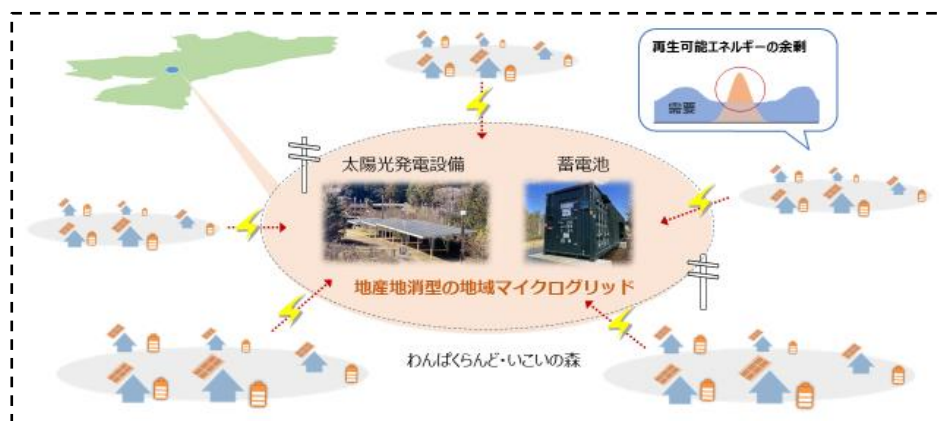 再生可能エネルギーの余剰
需要
太陽光発電設備
蓄電池
地産地消型の地域マイクログリッド
わんぱくらんど・いこいの森